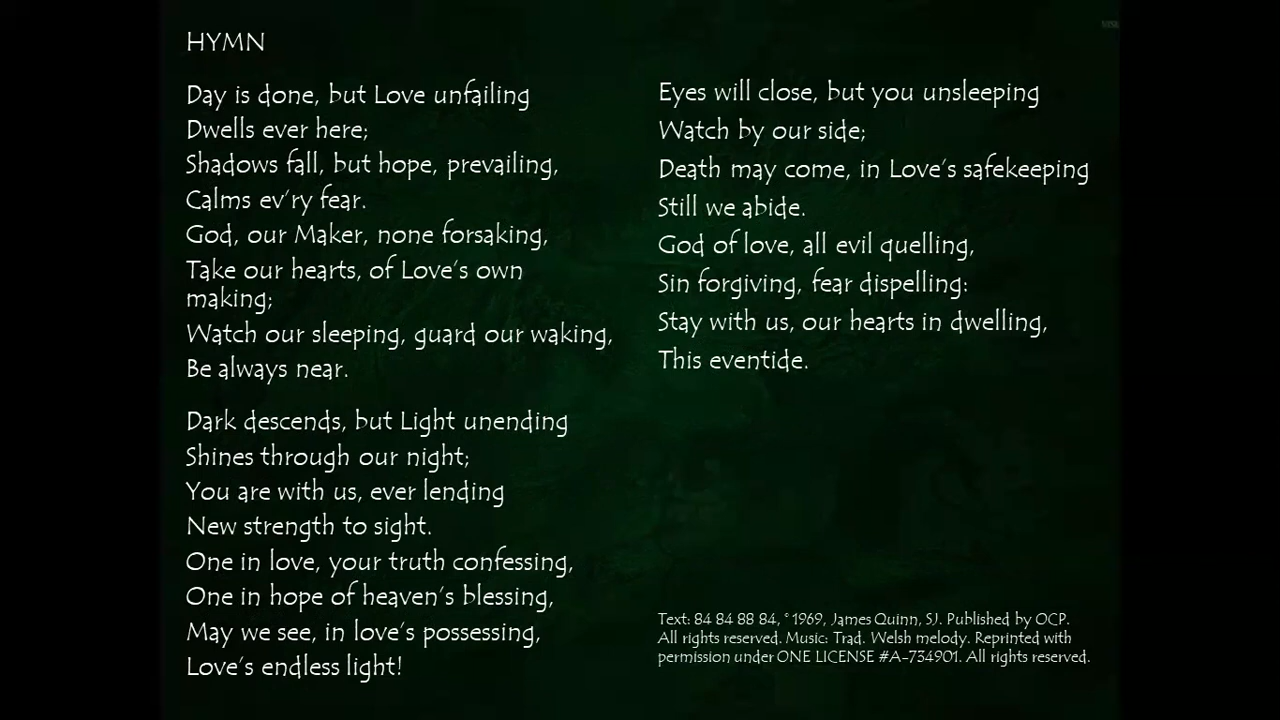 HYMN
Day is done, but Love unfailing
Dwells ever here;
Shadows fall, but hope, prevailing,
Calms ev'ry fear.
God, our Maker, none forsaking,
Take our hearts, of Love's own
making;
Watch our sleeping, guard our waking,
Be always near.
Dark descends, but Light unending
Shines through our night;
You are with us, ever lending
New strength to sight.
One in love, your truth confessing,
One in hope of heaven's blessing,
May we see, in love's possessing,
Love's endless light!
Eyes will close, but you unsleeping
Watch by our side;
Death may come, in Love's safekeeping
Still we abide.
God of love, all evil quelling,
Sin forgiving, fear dispelling:
Stay with us, our hearts in dwelling,
This eventide.
Text: 84 84 88 84, © 1969, James Quinn, SJ. Published by OCP.
All rights reserved. Music: Trad. Welsh melody. Reprinted with
permission under ONE LICENSE #A-734901. All rights reserved.